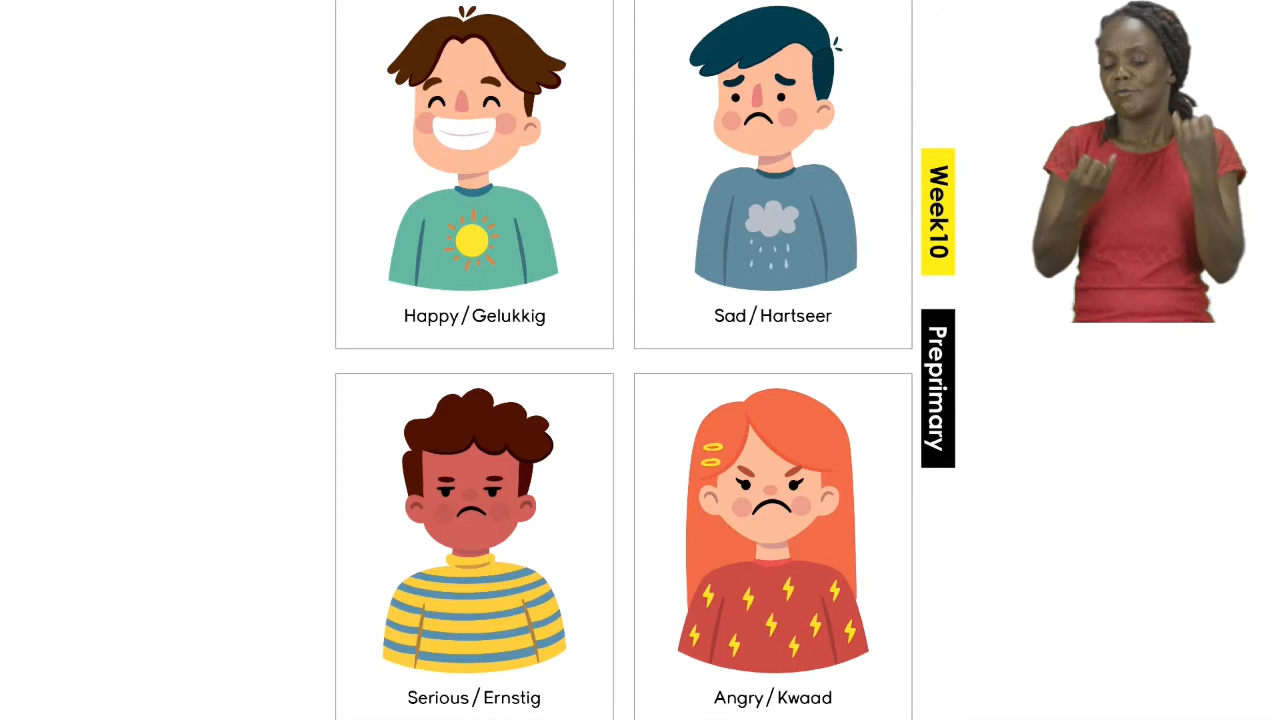 Happy/Gelukkig
Sad/Hartseer
Week10
Preprimary
Serious/Ernstig
Angry/Kwaad